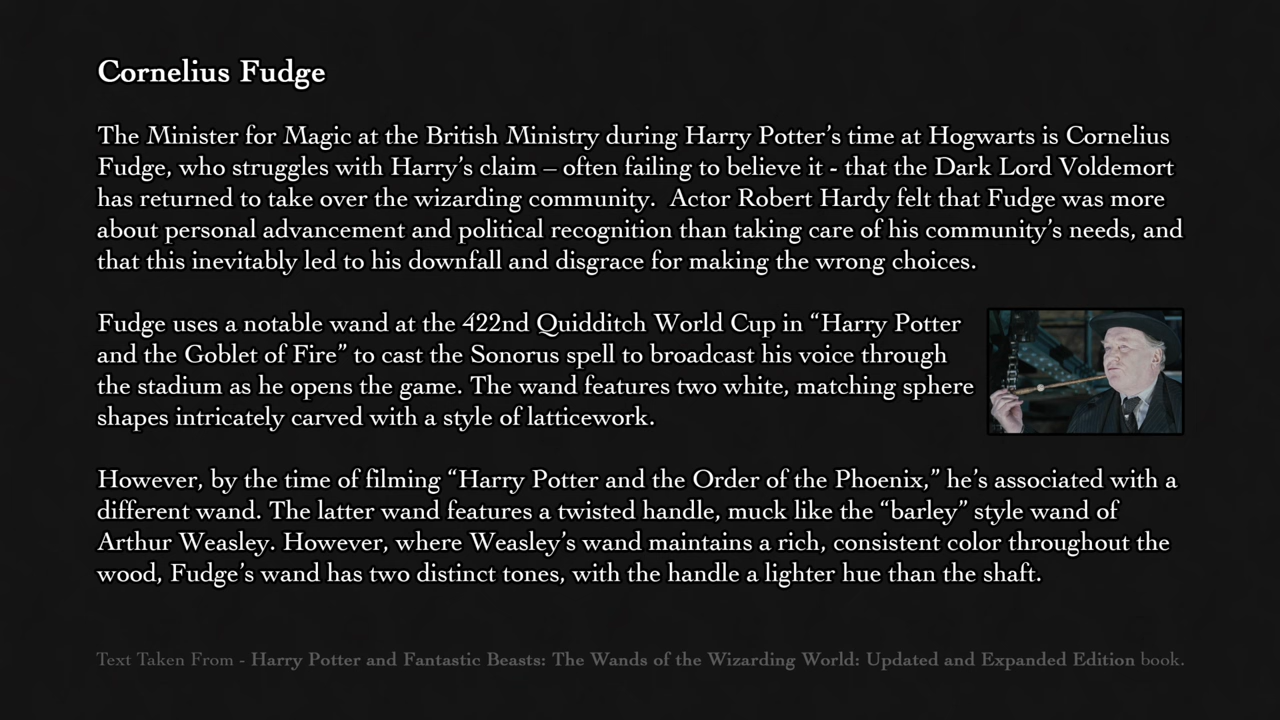 Cornelius Fudge
The Minister for Magic at the British Ministry during Harry Potter’s time at Hogwarts is Cornelius
Fudge, who struggles with Harry’s claim – often failing to believe it - that the Dark Lord Voldemort
has returned to take over the wizarding community.  Actor Robert Hardy felt that Fudge was more
about personal advancement and political recognition than taking care of his community’s needs, and
that this inevitably led to his downfall and disgrace for making the wrong choices.
Fudge uses a notable wand at the 422nd Quidditch World Cup in “Harry Potter
and the Goblet of Fire” to cast the Sonorus spell to broadcast his voice through
the stadium as he opens the game. The wand features two white, matching sphere
shapes intricately carved with a style of latticework.
However, by the time of filming “Harry Potter and the Order of the Phoenix,” he’s associated with a
different wand. The latter wand features a twisted handle, muck like the “barley” style wand of
Arthur Weasley. However, where Weasley’s wand maintains a rich, consistent color throughout the
wood, Fudge’s wand has two distinct tones, with the handle a lighter hue than the shaft.
Text Taken From - Harry Potter and Fantastic Beasts: The Wands of the Wizarding World: Updated and Expanded Edition book.